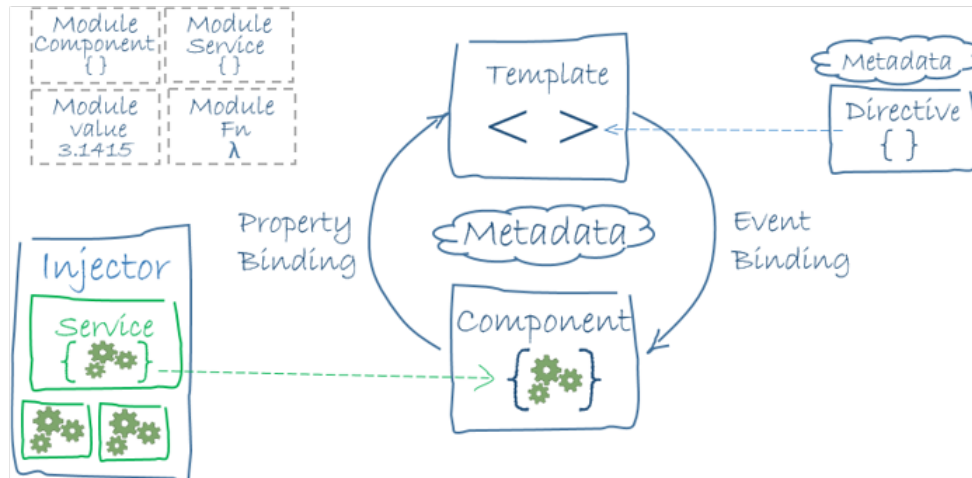 Module
Component
{ }
Module
Service
{ }
Module
value
3.1415
Module
Fn
λ
Template
< >
Metadata
Directive
{ }
Property
Binding
Metadata
Event
Binding
Injector
Service
{ }
Component
{ }